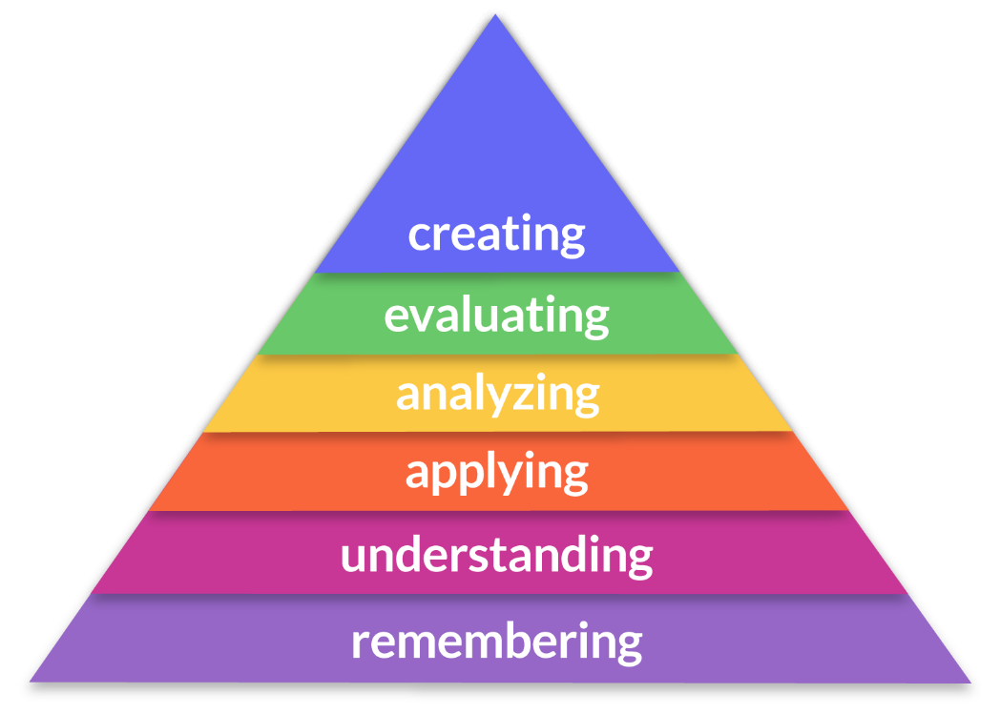 creating
evaluating
analyzing
applying
understanding
remembering